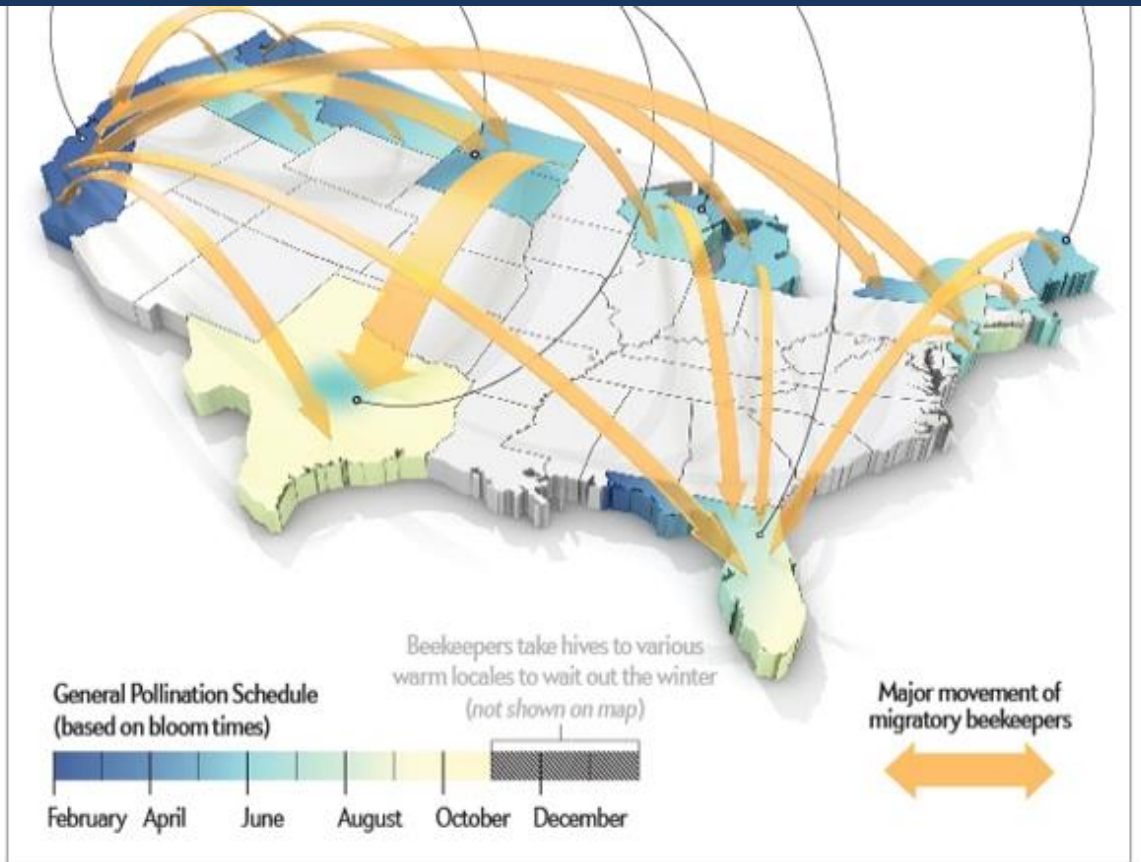 Beekeepers take hives to various
warm locales to wait out the winter
(not shown on map)
General Pollination Schedule
(based on bloom times)
February April June August October December
Major movement of
migratory beekeepers